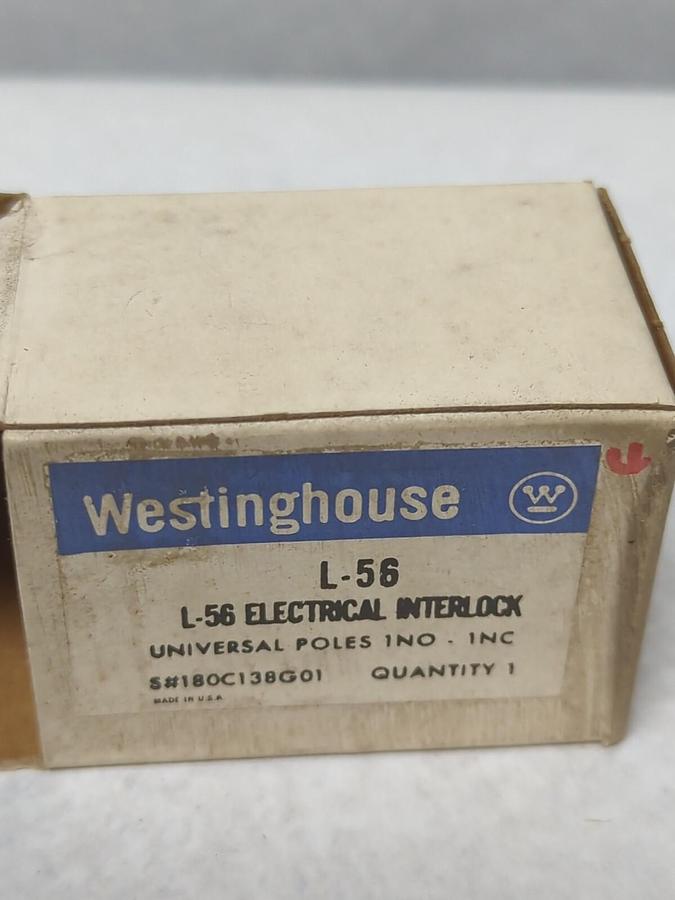 Westinghouse
L-56
L-56 ELECTRICAL INTERLOCK
UNIVERSAL POLES 1NO - 1NC
S#180C138G01 QUANTITY 1
MADE IN U.S.A.